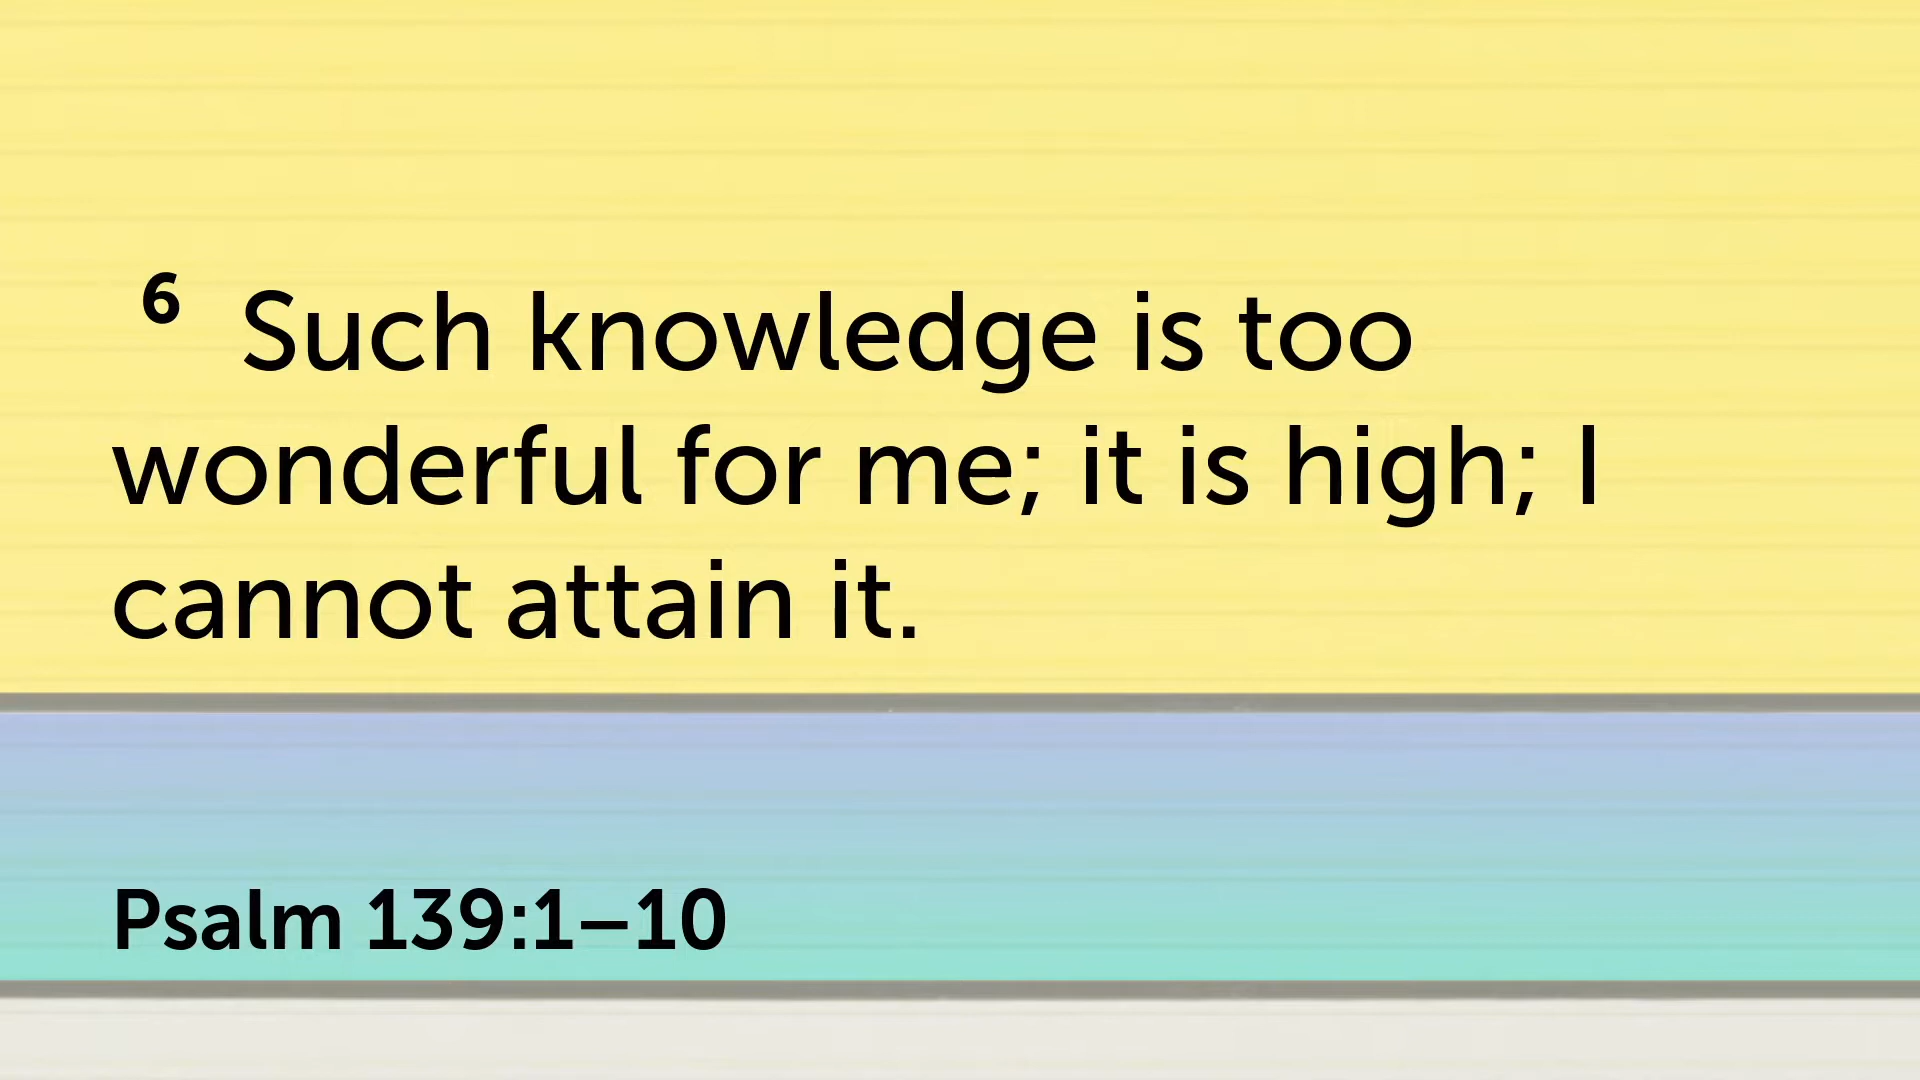 6 Such knowledge is too
wonderful for me; it is high; I
cannot attain it.
Psalm 139:1–10